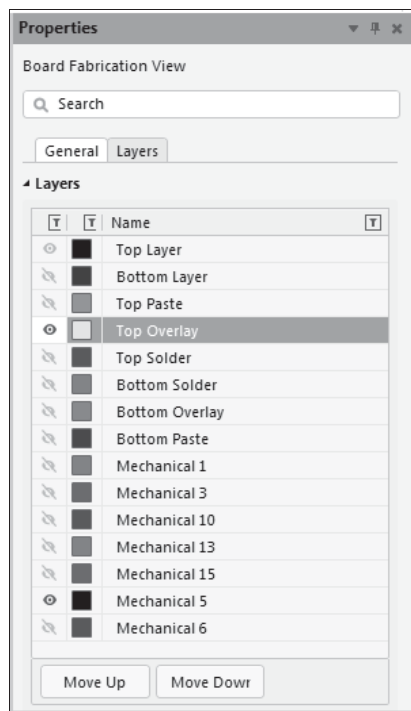 Properties
Board Fabrication View
Search
General Layers
Layers
T T Name T
Top Layer
Bottom Layer
Top Paste
Top Overlay
Top Solder
Bottom Solder
Bottom Overlay
Bottom Paste
Mechanical 1
Mechanical 3
Mechanical 10
Mechanical 13
Mechanical 15
Mechanical 5
Mechanical 6
Move Up Move Down